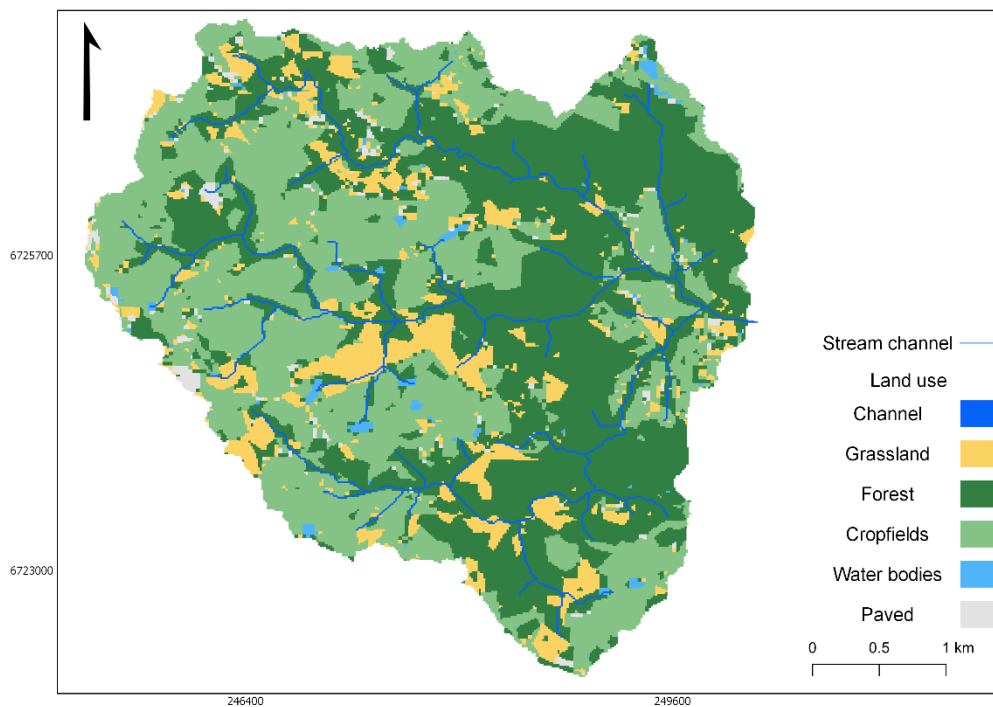 6725700
6723000
246400
249600
Stream channel
Land use
Channel
Grassland
Forest
Cropfields
Water bodies
Paved
0 0.5 1 km